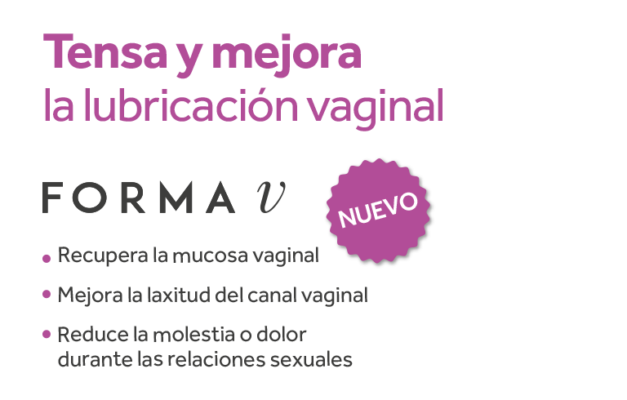 Tensa y mejora
la lubricación vaginal
FORMA v
NUEVO
Recupera la mucosa vaginal
Mejora la laxitud del canal vaginal
Reduce la molestia o dolor
durante las relaciones sexuales